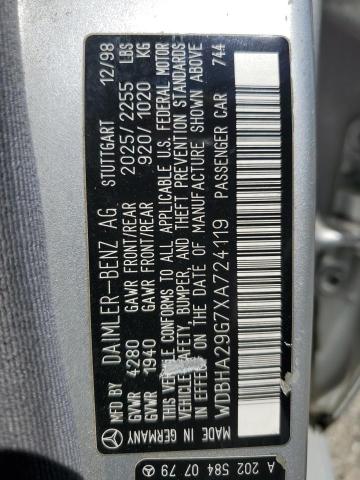 DAIMLER-BENZ AG STUTTGART 12/98
GVWR 4280 GAWR FRONT/REAR 2025/2255 LBS
GVWR 1940 GAWR FRONT/REAR 920/1020 KG
THIS VEHICLE CONFORMS TO ALL APPLICABLE U.S. FEDERAL MOTOR
VEHICLE SAFETY, BUMPER, AND THEFT PREVENTION STANDARDS
IN EFFECT ON THE DATE OF MANUFACTURE SHOWN ABOVE 744
WDBHA29G7XA724119 PASSENGER CAR
MADE IN GERMANY
A 202 584 07 79